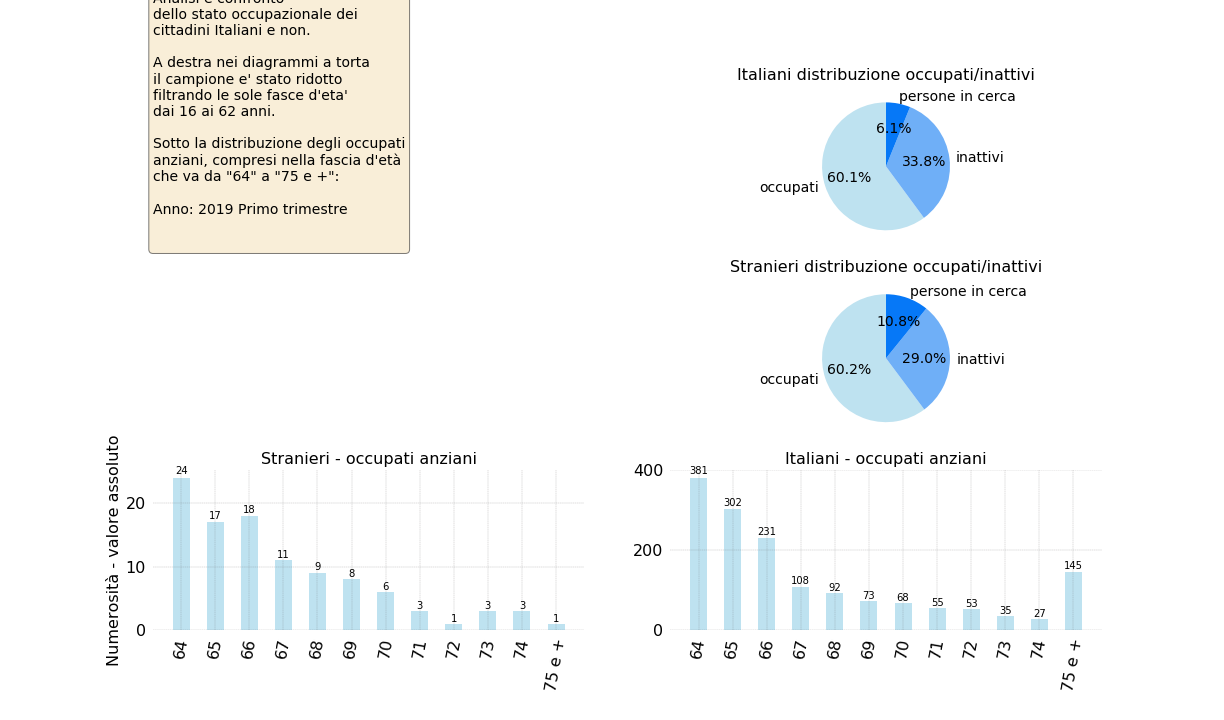 Analisi e confronto
dello stato occupazionale dei
cittadini Italiani e non.
A destra nei diagrammi a torta
il campione e' stato ridotto
filtrando le sole fasce d'eta'
dai 16 ai 62 anni.
Sotto la distribuzione degli occupati
anziani, compresi nella fascia d'età
che va da "64" a "75 e +":
Anno: 2019 Primo trimestre
Italiani distribuzione occupati/inattivi
persone in cerca
6.1%
33.8%
inattivi
60.1%
occupati
Stranieri distribuzione occupati/inattivi
persone in cerca
10.8%
29.0%
inattivi
60.2%
occupati
Stranieri - occupati anziani
Numerosità - valore assoluto
20
10
0
24
17
18
11
9
8
6
3
1
3
3
1
64
65
66
67
68
69
70
71
72
73
74
75 e +
Italiani - occupati anziani
400
200
0
381
302
231
108
92
73
68
55
53
35
27
145
64
65
66
67
68
69
70
71
72
73
74
75 e +